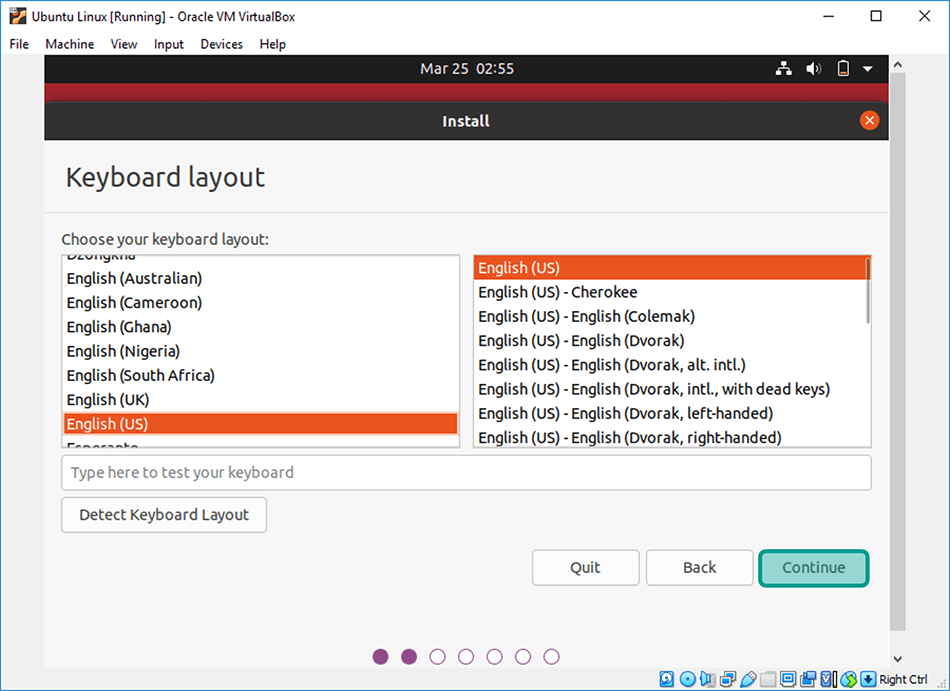 Ubuntu Linux [Running] - Oracle VM VirtualBox
File Machine View Input Devices Help
Mar 25 02:55
Install
Keyboard layout
Choose your keyboard layout:
Dzongkha
English (Australian)
English (Cameroon)
English (Ghana)
English (Nigeria)
English (South Africa)
English (UK)
English (US)
Esperanto
English (US)
English (US) - Cherokee
English (US) - English (Colemak)
English (US) - English (Dvorak)
English (US) - English (Dvorak, alt. intl.)
English (US) - English (Dvorak, intl., with dead keys)
English (US) - English (Dvorak, left-handed)
English (US) - English (Dvorak, right-handed)
Type here to test your keyboard
Detect Keyboard Layout
Quit Back Continue
Right Ctrl